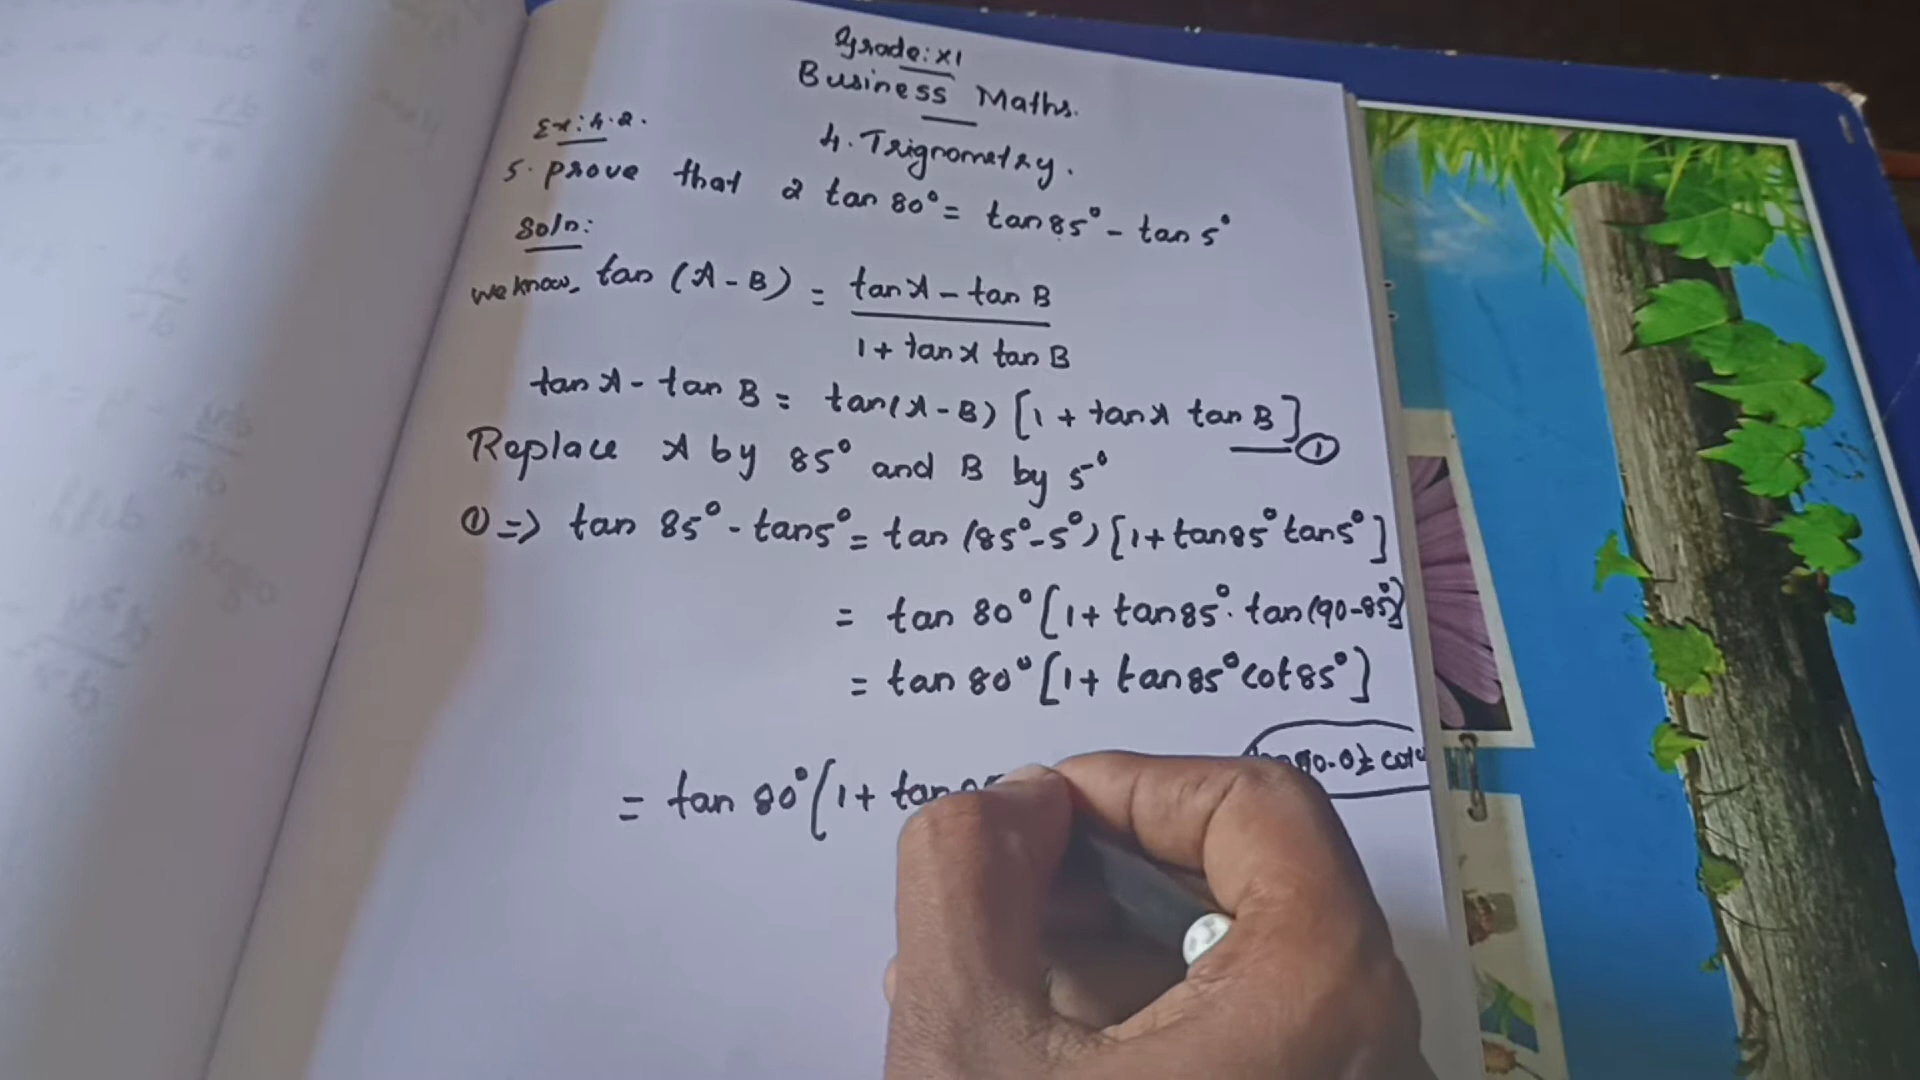 Grade: XI
Business Maths.
Ex: 4.2.
4. Trignometry.
5. prove that 2 tan 80° = tan 85° - tan 5°
Soln:
we know, tan (A - B) = tan A - tan B
1 + tan A tan B
tan A - tan B = tan (A - B) [1 + tan A tan B]
①
Replace A by 85° and B by 5°
① => tan 85° - tan 5° = tan (85° - 5°) [1 + tan 85° tan 5°]
= tan 80° [1 + tan 85°. tan (90 - 85°)]
= tan 80° [1 + tan 85° cot 85°]
90-θ) = cot
= tan 80° [1 + tan